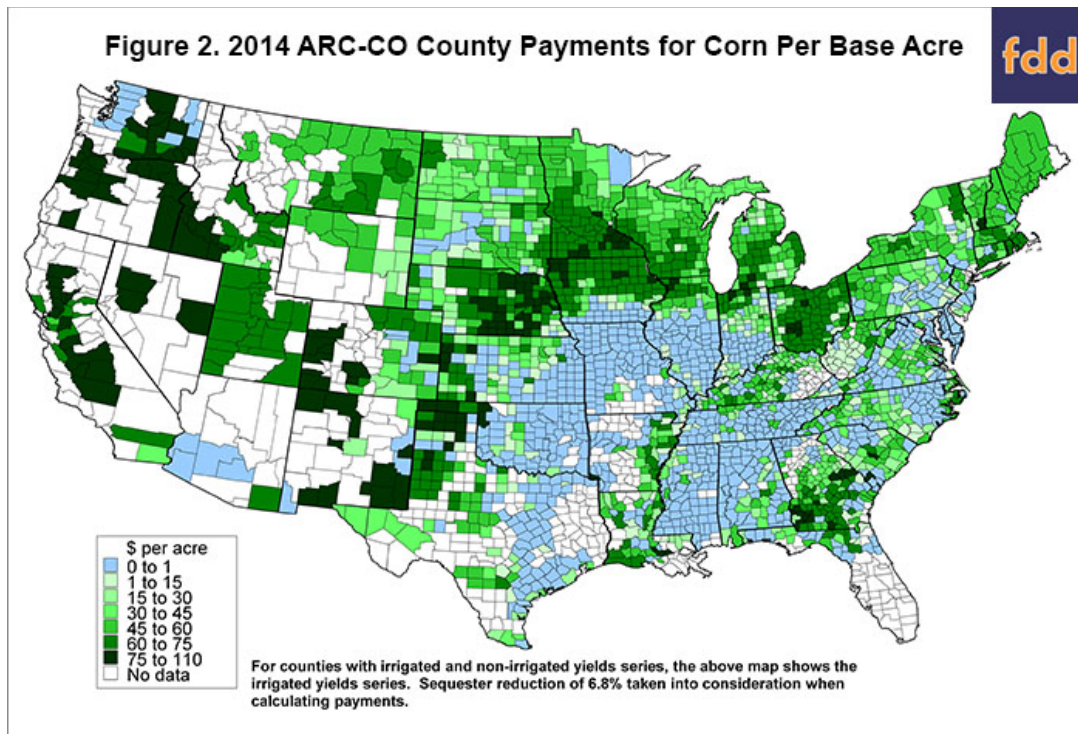 Figure 2. 2014 ARC-CO County Payments for Corn Per Base Acre
fdd
$ per acre
0 to 1
1 to 15
15 to 30
30 to 45
45 to 60
60 to 75
75 to 110
No data
For counties with irrigated and non-irrigated yields series, the above map shows the
irrigated yields series. Sequester reduction of 6.8% taken into consideration when
calculating payments.